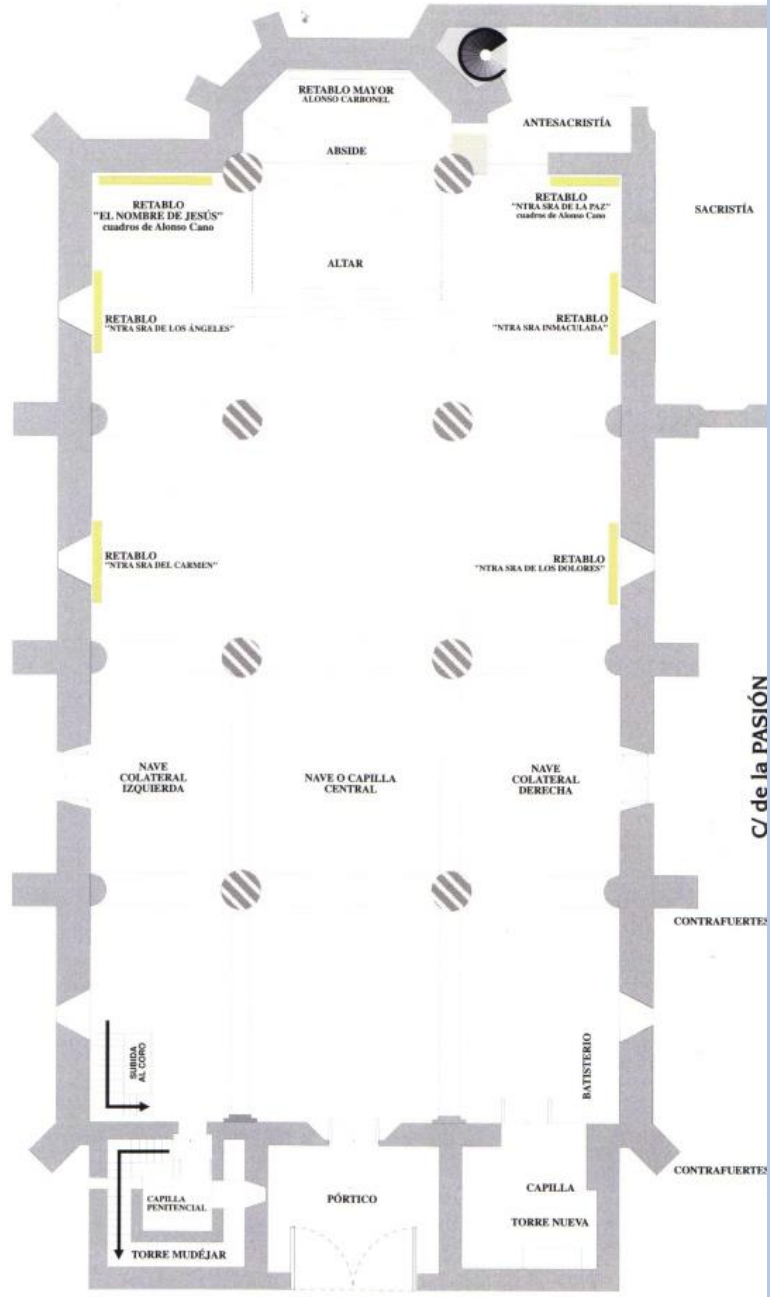 RETABLO MAYOR
ALONSO CARBONEL
ANTESACRISTÍA
ABSIDE
RETABLO
"EL NOMBRE DE JESÚS"
cuadros de Alonso Cano
RETABLO
"NTRA SRA DE LA PAZ"
cuadros de Alonso Cano
SACRISTÍA
ALTAR
RETABLO
"NTRA SRA DE LOS ÁNGELES"
RETABLO
"NTRA SRA INMACULADA"
RETABLO
"NTRA SRA DEL CARMEN"
RETABLO
"NTRA SRA DE LOS DOLORES"
C/ de la PASIÓN
NAVE
COLATERAL
IZQUIERDA
NAVE O CAPILLA
CENTRAL
NAVE
COLATERAL
DERECHA
CONTRAFUERTES
SUBIDA
AL CORO
BATISTERIO
CONTRAFUERTES
CAPILLA
PENITENCIAL
PÓRTICO
CAPILLA
TORRE NUEVA
TORRE MUDÉJAR